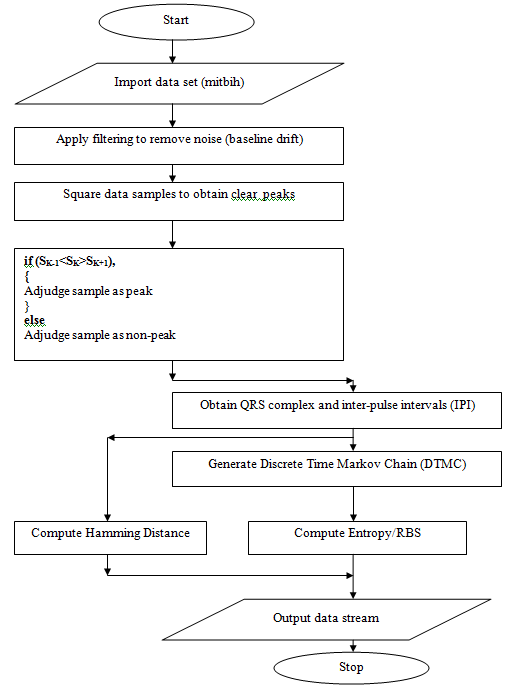 Start
Import data set (mitbih)
Apply filtering to remove noise (baseline drift)
Square data samples to obtain clear peaks
if (SK-1<SK>SK+1),
{
Adjudge sample as peak
}
else
Adjudge sample as non-peak
Obtain QRS complex and inter-pulse intervals (IPI)
Generate Discrete Time Markov Chain (DTMC)
Compute Hamming Distance
Compute Entropy/RBS
Output data stream
Stop